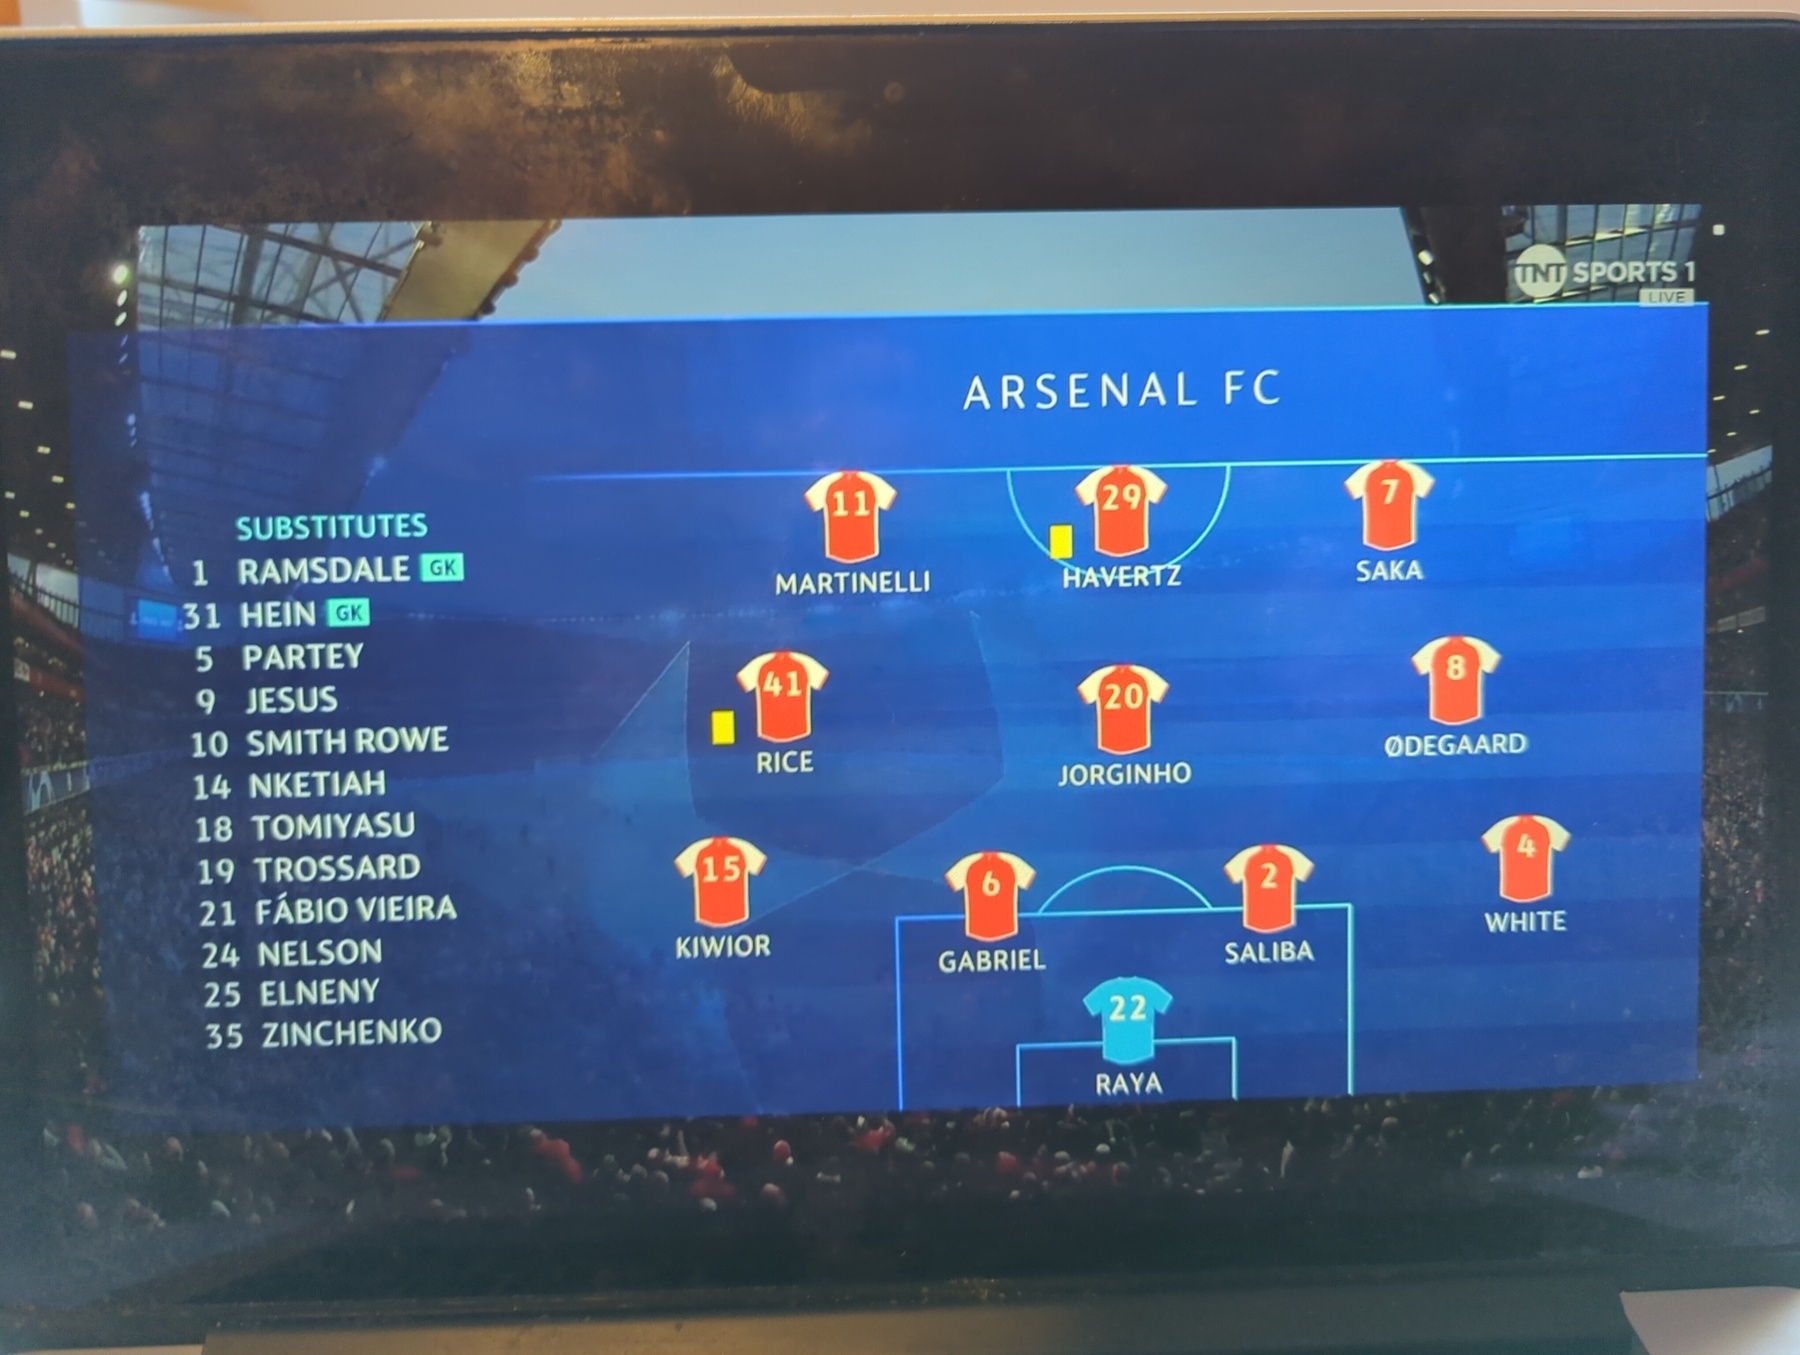 TNT SPORTS 1
LIVE
ARSENAL FC
SUBSTITUTES
1 RAMSDALE GK
31 HEIN GK
5 PARTEY
9 JESUS
10 SMITH ROWE
14 NKETIAH
18 TOMIYASU
19 TROSSARD
21 FÁBIO VIEIRA
24 NELSON
25 ELNENY
35 ZINCHENKO
11
MARTINELLI
29
HAVERTZ
7
SAKA
41
RICE
20
JORGINHO
8
ØDEGAARD
15
KIWIOR
6
GABRIEL
2
SALIBA
4
WHITE
22
RAYA